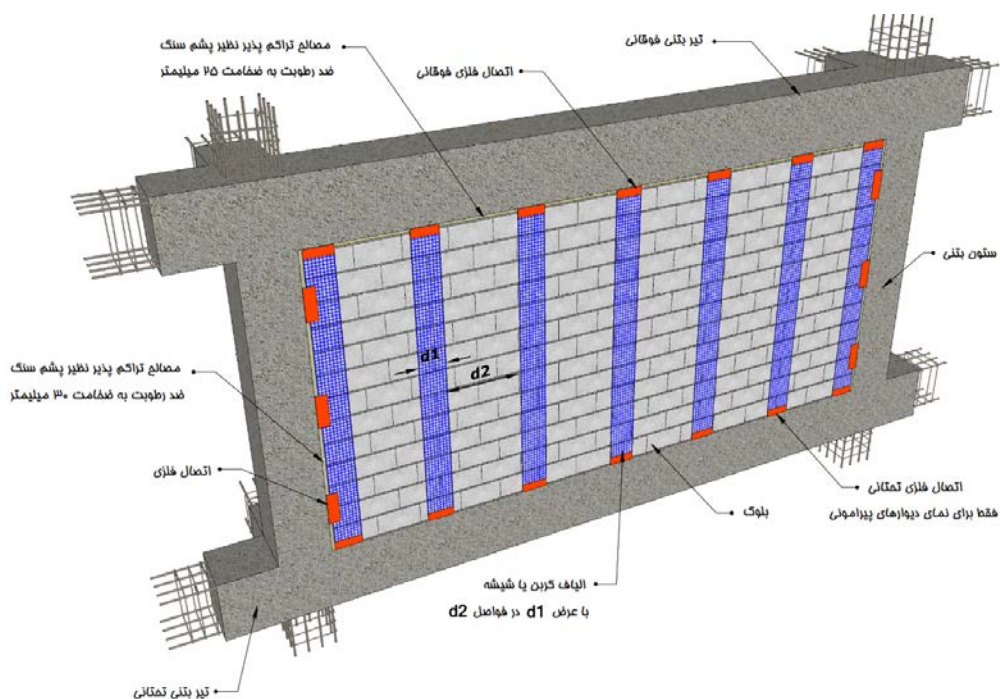 مصالح تراکم پذیر نظیر پشم سنگ
ضد رطوبت به ضخامت ۲۵ میلیمتر
اتصال فلزی فوقانی
تیر بتنی فوقانی
ستون بتنی
d1
d2
مصالح تراکم پذیر نظیر پشم سنگ
ضد رطوبت به ضخامت ۳۰ میلیمتر
اتصال فلزی
اتصال فلزی تحتانی
فقط برای نمای دیوارهای پیرامونی
بلوک
الیاف کربن یا شیشه
با عرض d1 در فواصل d2
تیر بتنی تحتانی